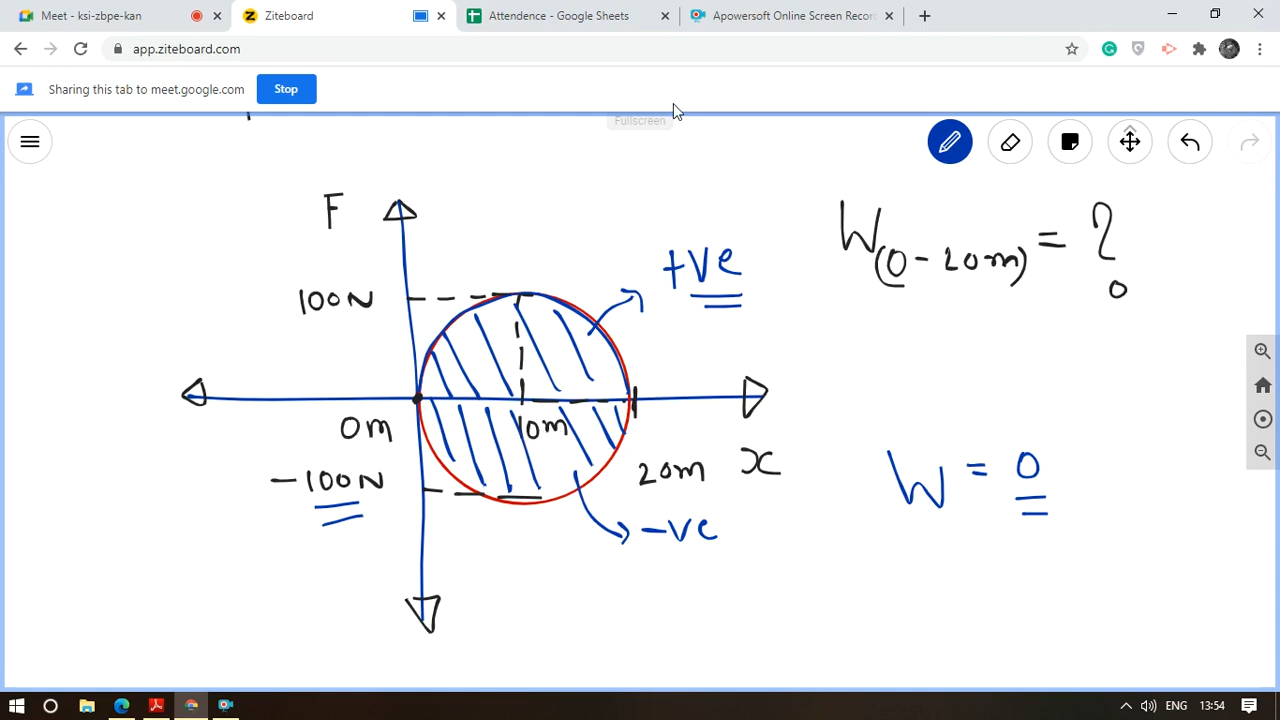 Meet - ksi-zbpe-kan
Ziteboard
Attendence - Google Sheets
Apowersoft Online Screen Recor
app.ziteboard.com
Sharing this tab to meet.google.com
Stop
Fullscreen
F
W(0-20m) = ?
+ve
100N
0m
10m
20m
x
-100N
-ve
W = 0
ENG
13:54